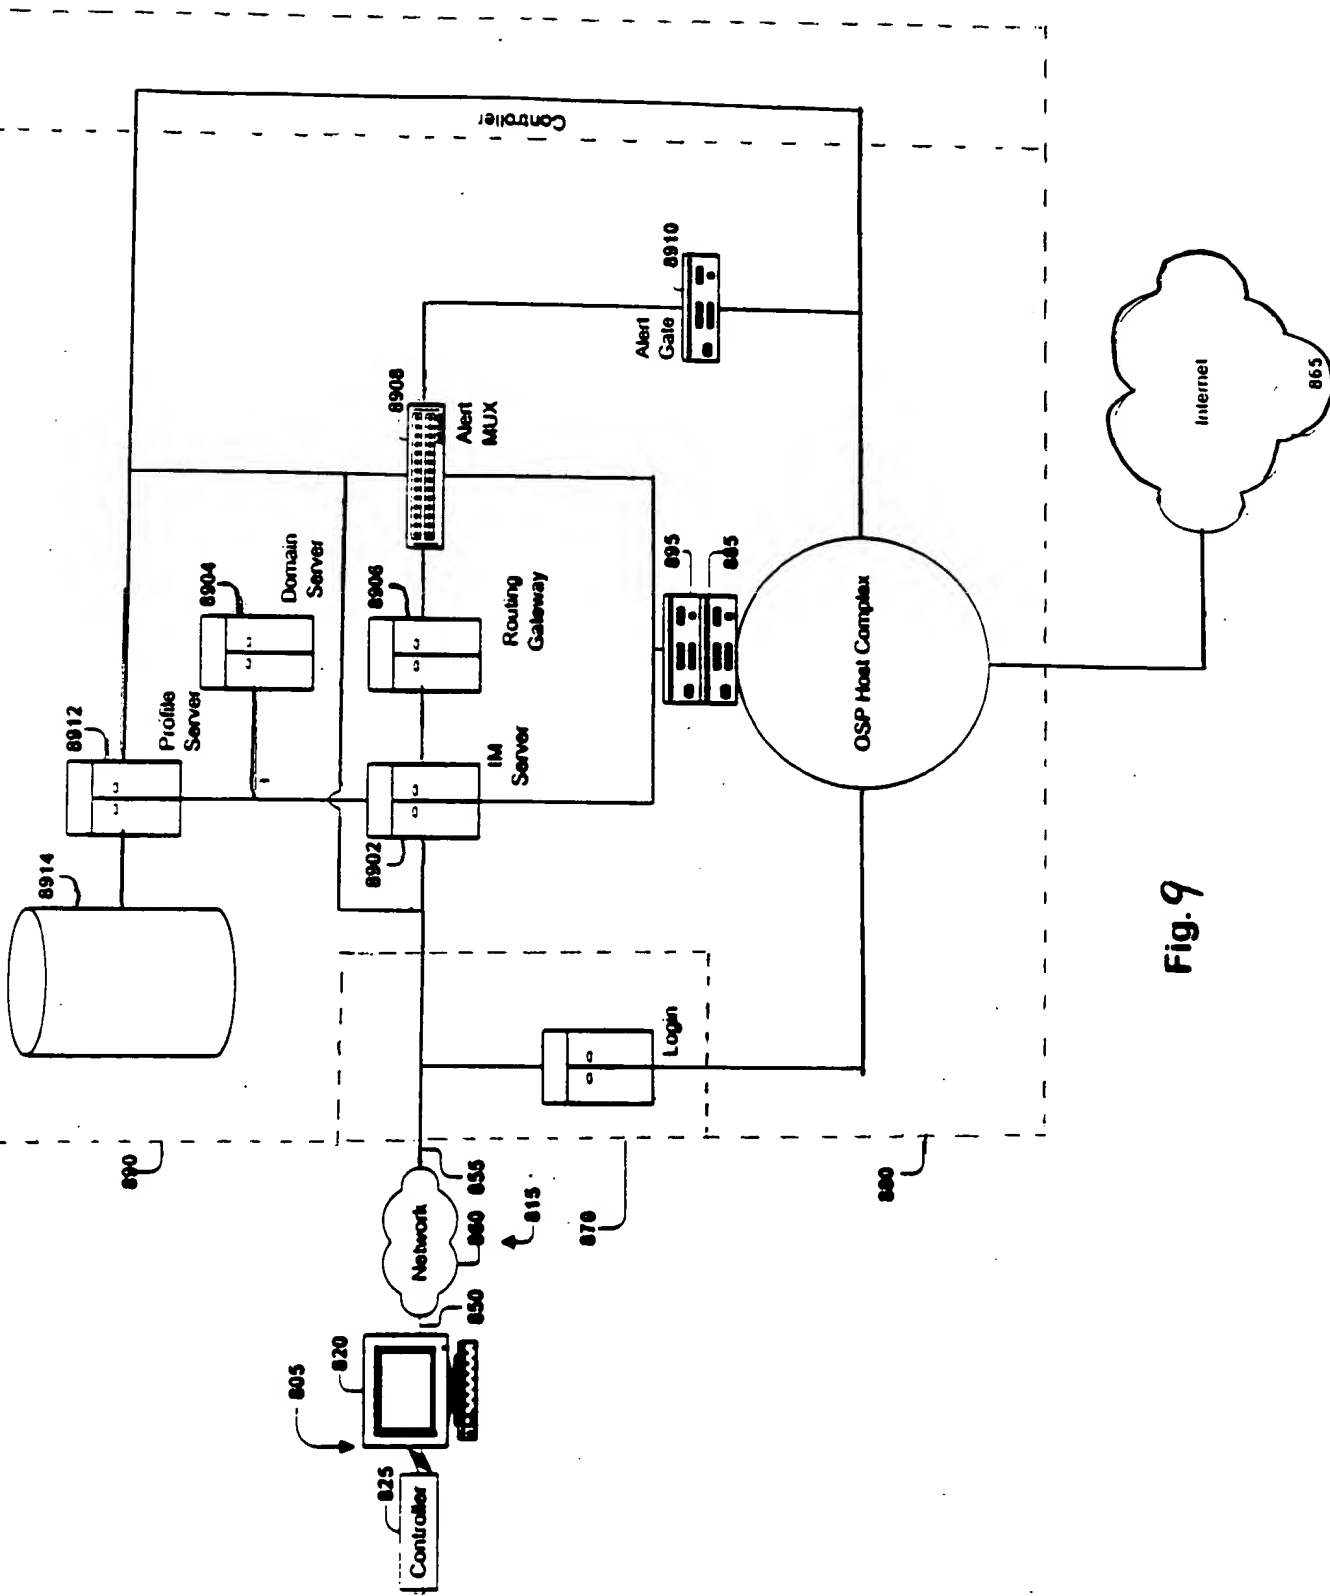 Controller
825
805
820
850
Network
860
855
815
870
880
890
Login
8914
8912
Profile
Server
8904
Domain
Server
8902
IM
Server
8906
Routing
Gateway
8908
Alert
MUX
Alert
Gate
8910
Controller
895
885
OSP Host Complax
Internet
865
Fig. 9